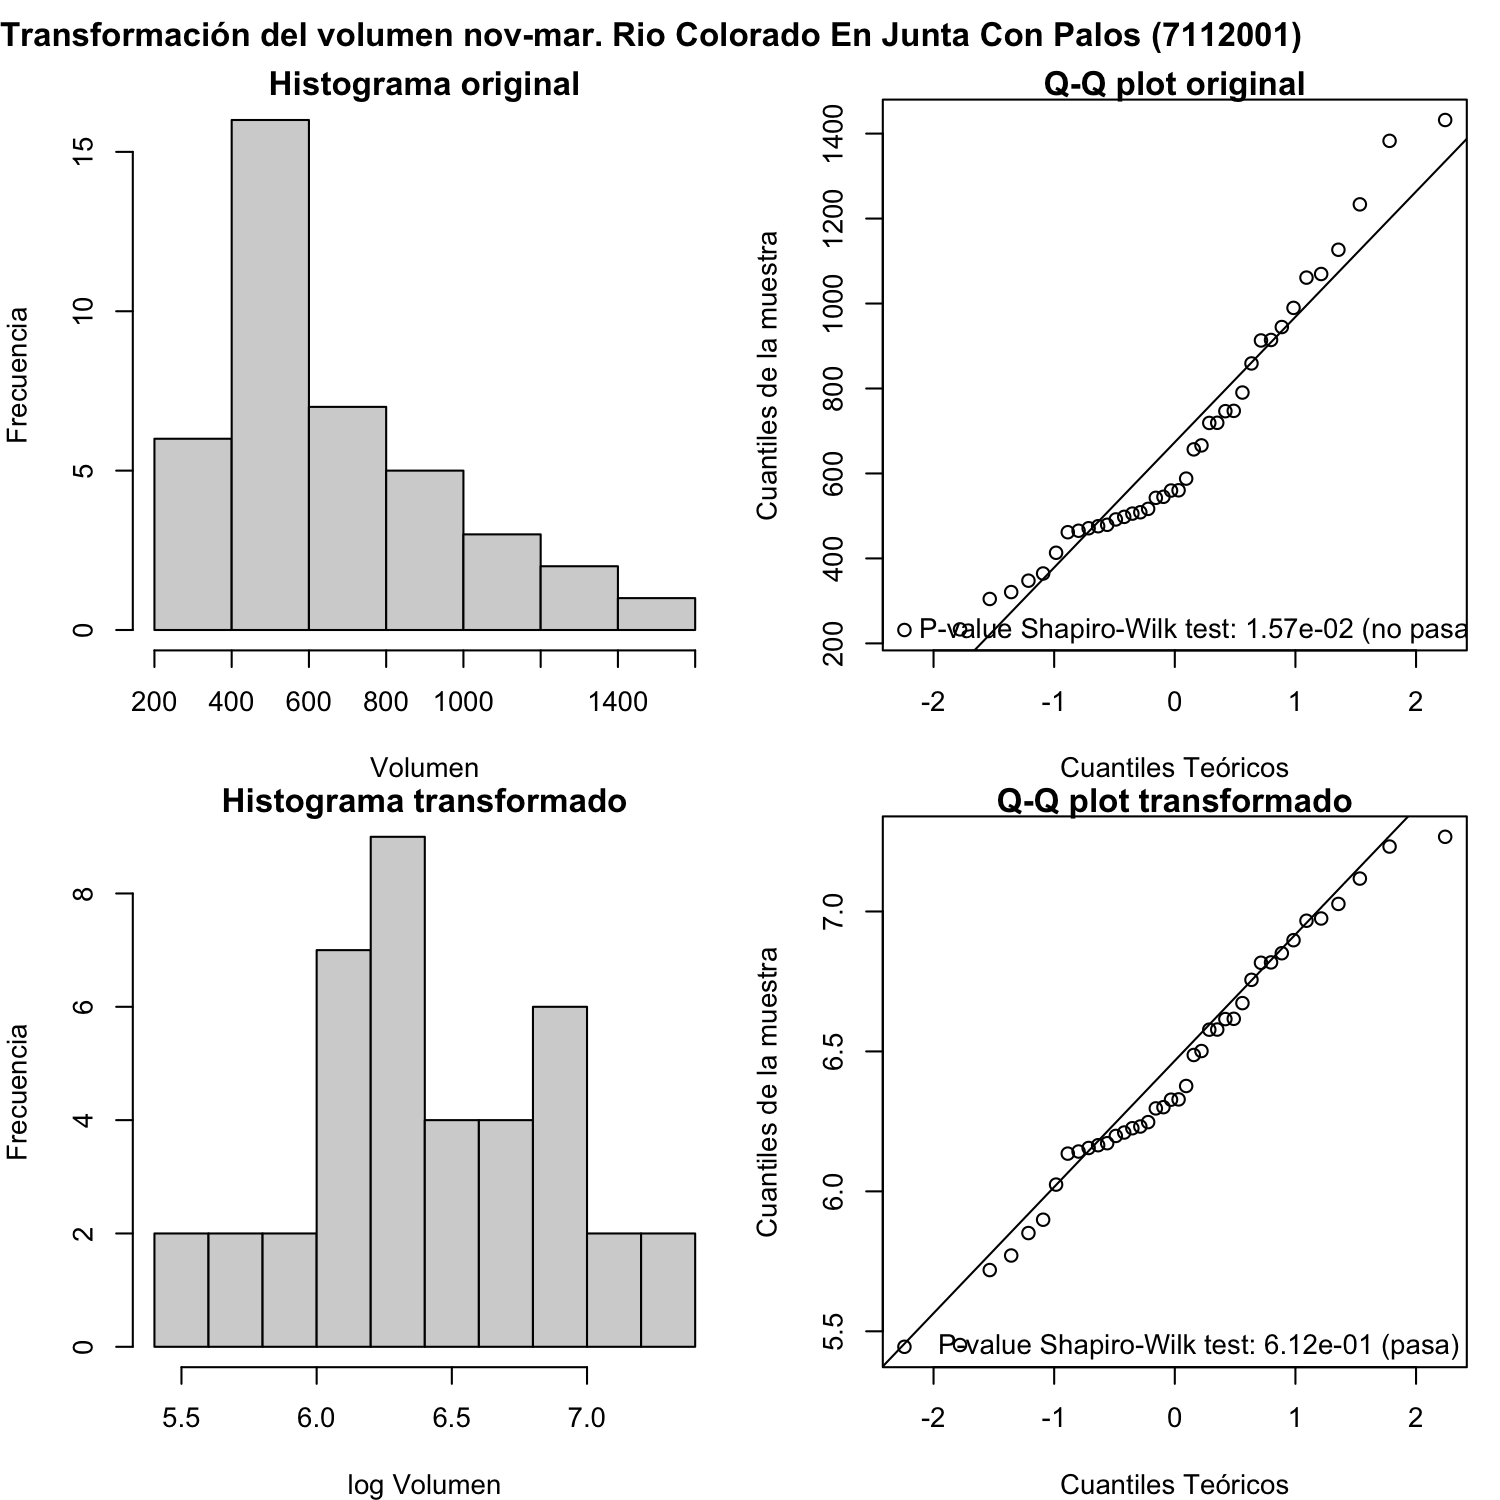 Transformación del volumen nov-mar. Rio Colorado En Junta Con Palos (7112001)
Histograma original
Frecuencia
0 5 10 15
200 400 600 800 1000 1400
Volumen
Q-Q plot original
Cuantiles de la muestra
200 400 600 800 1000 1200 1400
P-value Shapiro-Wilk test: 1.57e-02 (no pasa
-2 -1 0 1 2
Cuantiles Teóricos
Histograma transformado
Frecuencia
0 2 4 6 8
5.5 6.0 6.5 7.0
log Volumen
Q-Q plot transformado
Cuantiles de la muestra
5.5 6.0 6.5 7.0
P-value Shapiro-Wilk test: 6.12e-01 (pasa)
-2 -1 0 1 2
Cuantiles Teóricos